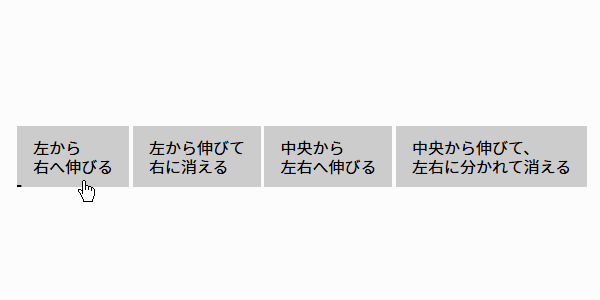 左から
右へ伸びる
左から伸びて
右に消える
中央から
左右へ伸びる
中央から伸びて、
左右に分かれて消える